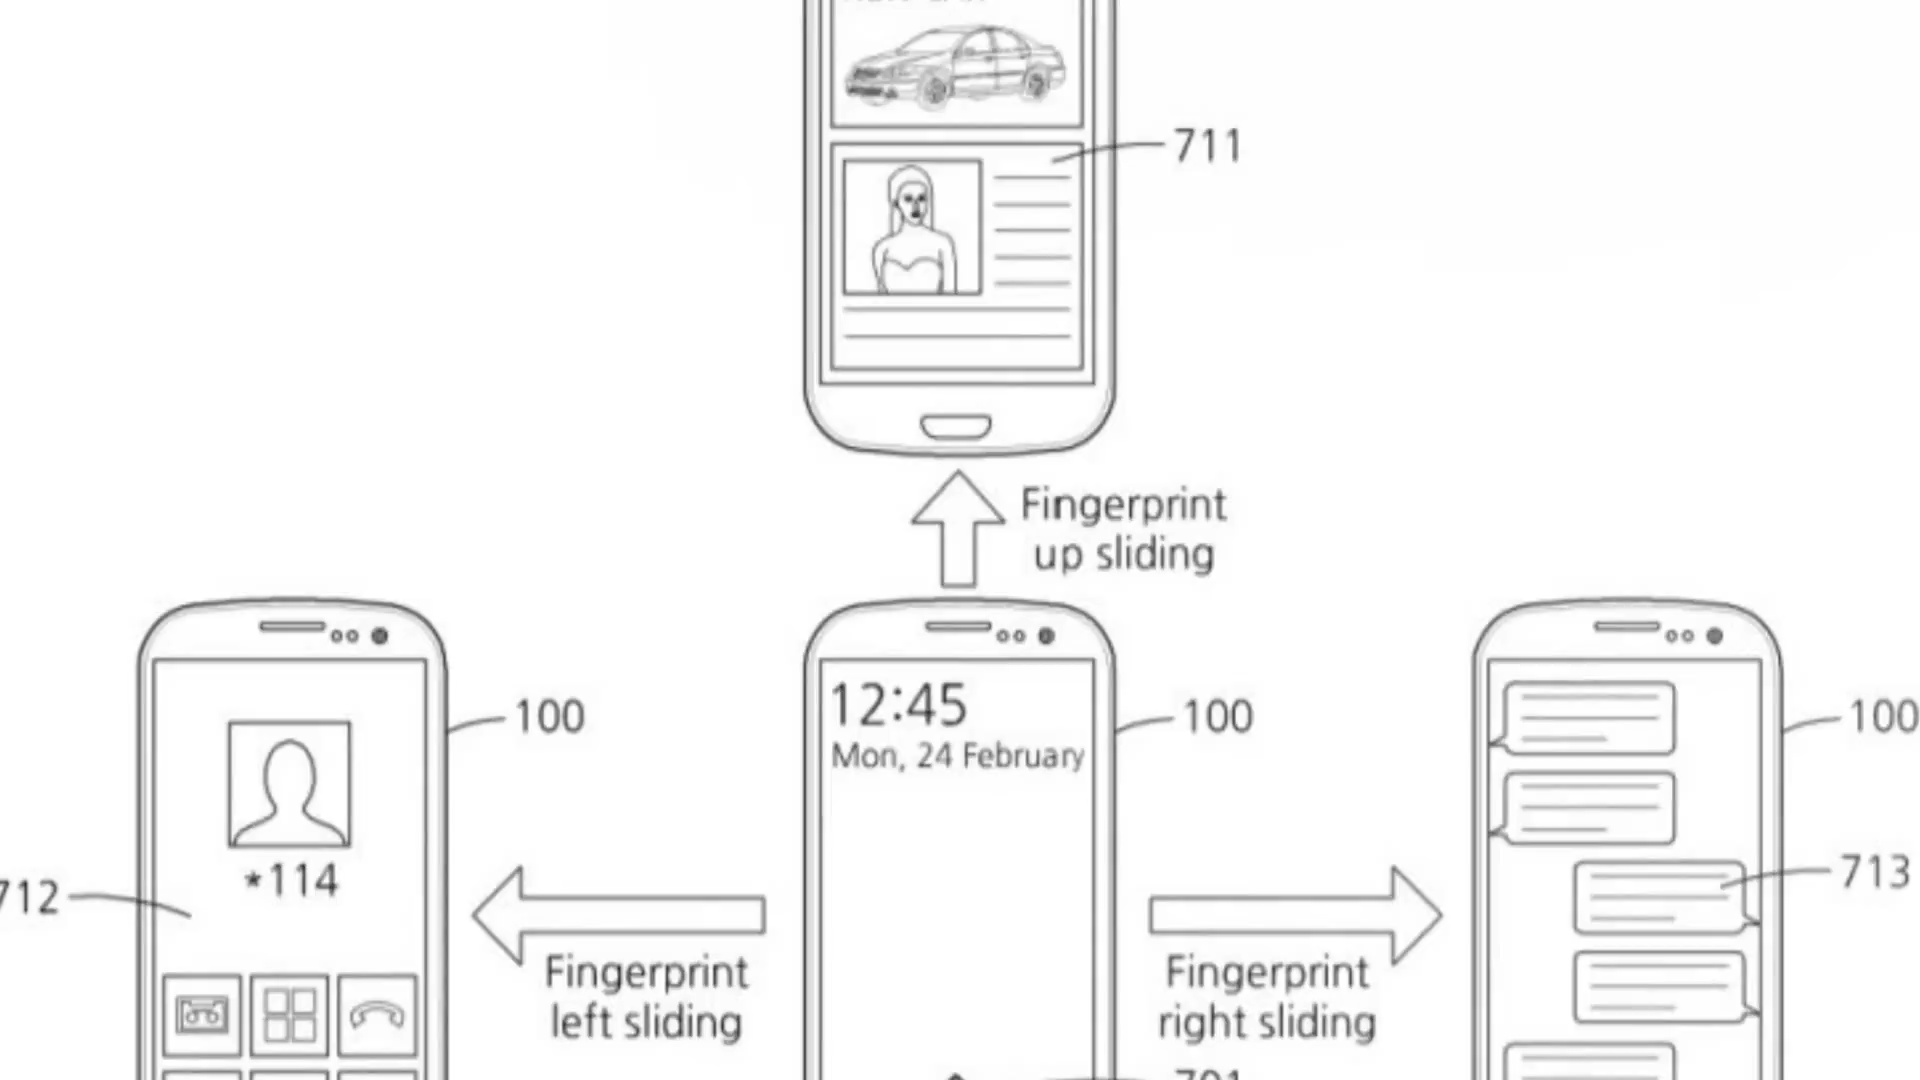 711
Fingerprint
up sliding
100
12:45
Mon, 24 February
100
100
*114
712
713
Fingerprint
left sliding
Fingerprint
right sliding